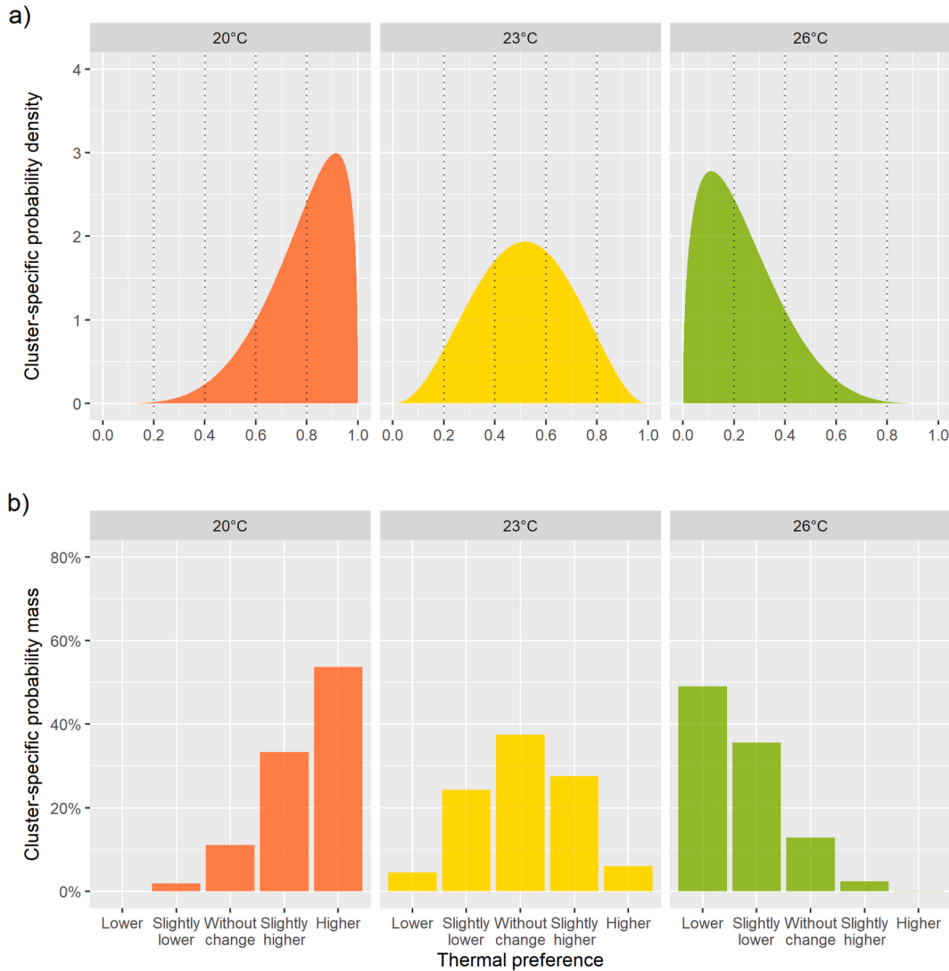 a)
20°C
23°C
26°C
Cluster-specific probability density
4
3
2
1
0
0.0 0.2 0.4 0.6 0.8 1.0
0.0 0.2 0.4 0.6 0.8 1.0
0.0 0.2 0.4 0.6 0.8 1.0
b)
20°C
23°C
26°C
Cluster-specific probability mass
80%
60%
40%
20%
0%
Lower Slightly Without Slightly Higher
lower change higher
Lower Slightly Without Slightly Higher
lower change higher
Lower Slightly Without Slightly Higher
lower change higher
Thermal preference